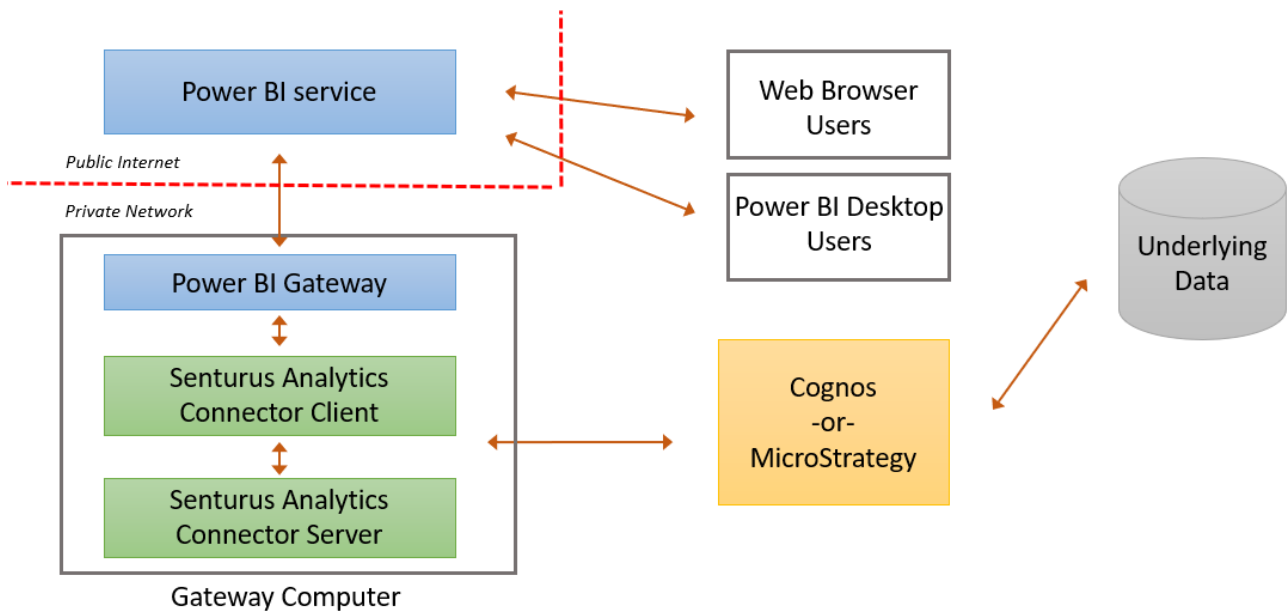 Power BI service
Public Internet
Private Network
Power BI Gateway
Senturus Analytics
Connector Client
Senturus Analytics
Connector Server
Gateway Computer
Web Browser
Users
Power BI Desktop
Users
Cognos
-or-
MicroStrategy
Underlying
Data